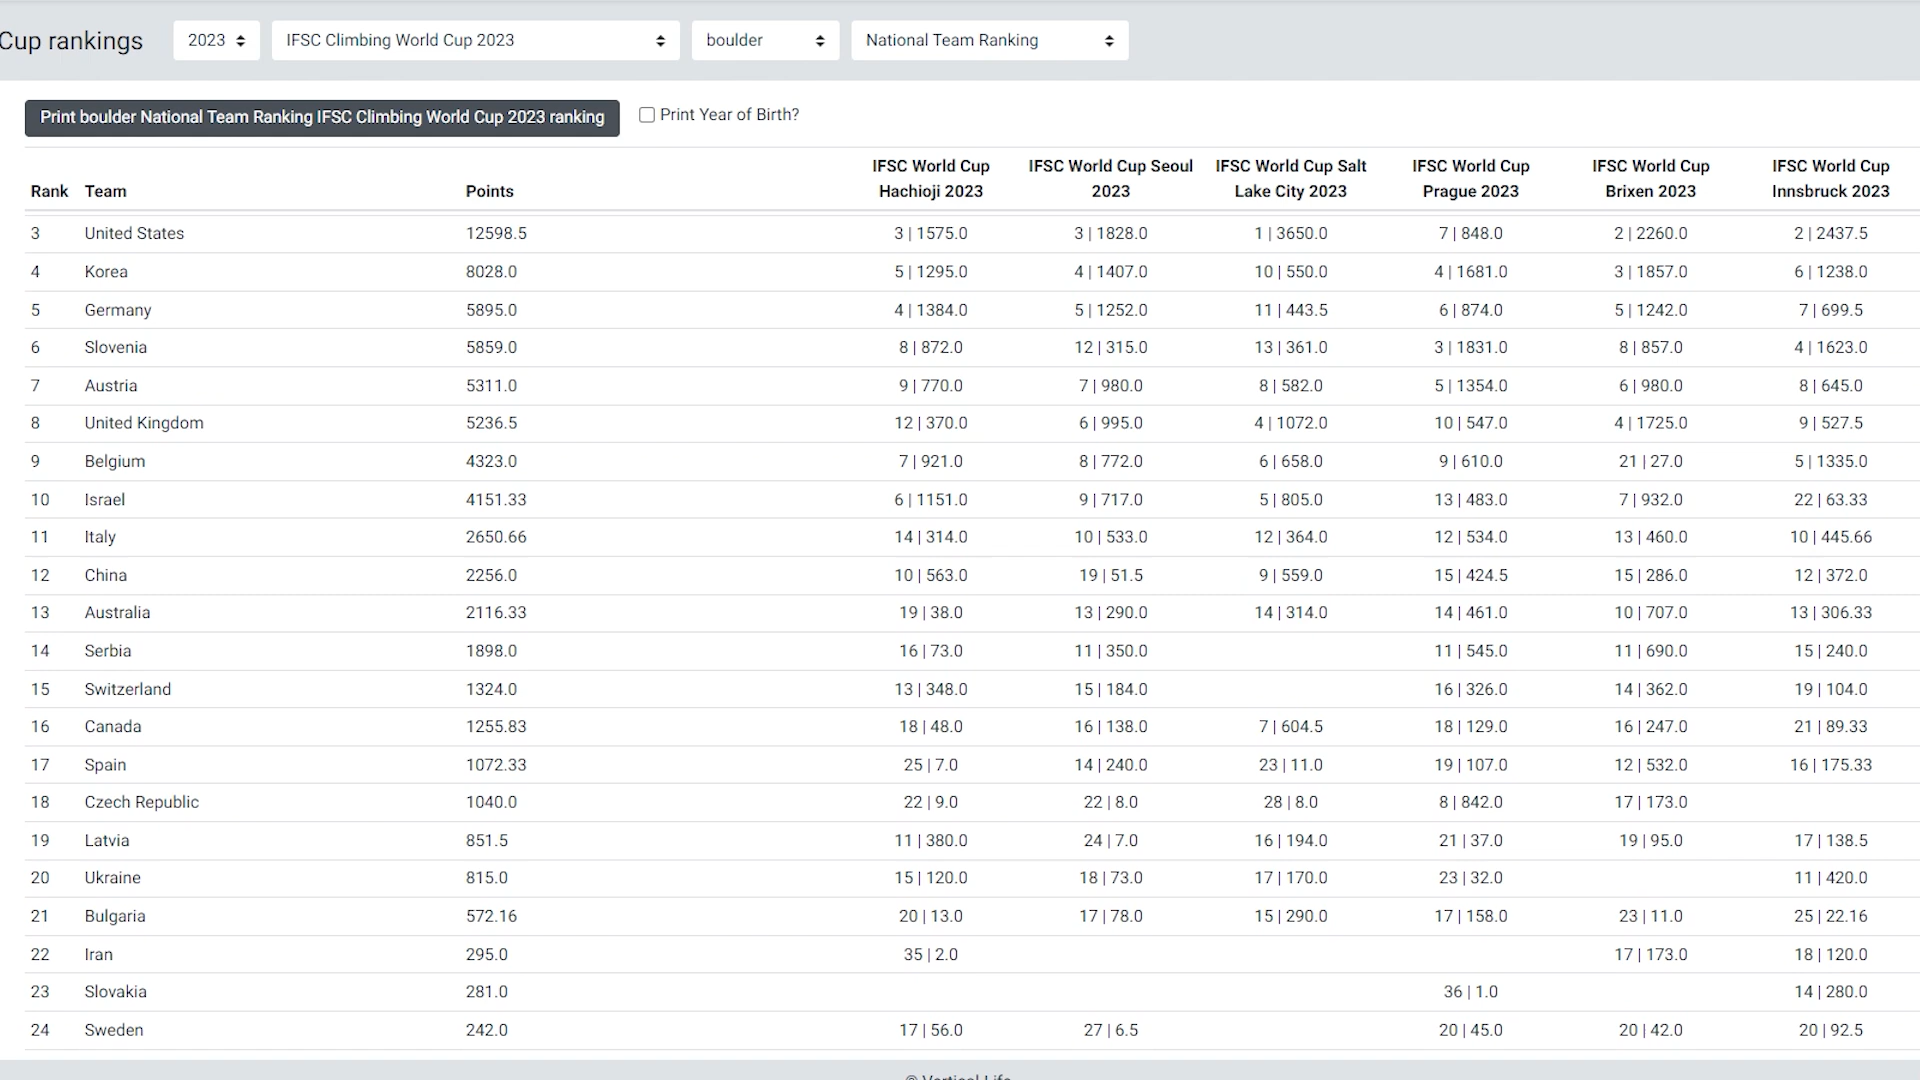 Cup rankings 2023 IFSC Climbing World Cup 2023 boulder National Team Ranking
Print boulder National Team Ranking IFSC Climbing World Cup 2023 ranking Print Year of Birth?
IFSC World Cup IFSC World Cup Seoul IFSC World Cup Salt IFSC World Cup IFSC World Cup IFSC World Cup
Rank Team Points Hachioji 2023 2023 Lake City 2023 Prague 2023 Brixen 2023 Innsbruck 2023
3 United States 12598.5 3 | 1575.0 3 | 1828.0 1 | 3650.0 7 | 848.0 2 | 2260.0 2 | 2437.5
4 Korea 8028.0 5 | 1295.0 4 | 1407.0 10 | 550.0 4 | 1681.0 3 | 1857.0 6 | 1238.0
5 Germany 5895.0 4 | 1384.0 5 | 1252.0 11 | 443.5 6 | 874.0 5 | 1242.0 7 | 699.5
6 Slovenia 5859.0 8 | 872.0 12 | 315.0 13 | 361.0 3 | 1831.0 8 | 857.0 4 | 1623.0
7 Austria 5311.0 9 | 770.0 7 | 980.0 8 | 582.0 5 | 1354.0 6 | 980.0 8 | 645.0
8 United Kingdom 5236.5 12 | 370.0 6 | 995.0 4 | 1072.0 10 | 547.0 4 | 1725.0 9 | 527.5
9 Belgium 4323.0 7 | 921.0 8 | 772.0 6 | 658.0 9 | 610.0 21 | 27.0 5 | 1335.0
10 Israel 4151.33 6 | 1151.0 9 | 717.0 5 | 805.0 13 | 483.0 7 | 932.0 22 | 63.33
11 Italy 2650.66 14 | 314.0 10 | 533.0 12 | 364.0 12 | 534.0 13 | 460.0 10 | 445.66
12 China 2256.0 10 | 563.0 19 | 51.5 9 | 559.0 15 | 424.5 15 | 286.0 12 | 372.0
13 Australia 2116.33 19 | 38.0 13 | 290.0 14 | 314.0 14 | 461.0 10 | 707.0 13 | 306.33
14 Serbia 1898.0 16 | 73.0 11 | 350.0 11 | 545.0 11 | 690.0 15 | 240.0
15 Switzerland 1324.0 13 | 348.0 15 | 184.0 16 | 326.0 14 | 362.0 19 | 104.0
16 Canada 1255.83 18 | 48.0 16 | 138.0 7 | 604.5 18 | 129.0 16 | 247.0 21 | 89.33
17 Spain 1072.33 25 | 7.0 14 | 240.0 23 | 11.0 19 | 107.0 12 | 532.0 16 | 175.33
18 Czech Republic 1040.0 22 | 9.0 22 | 8.0 28 | 8.0 8 | 842.0 17 | 173.0
19 Latvia 851.5 11 | 380.0 24 | 7.0 16 | 194.0 21 | 37.0 19 | 95.0 17 | 138.5
20 Ukraine 815.0 15 | 120.0 18 | 73.0 17 | 170.0 23 | 32.0 11 | 420.0
21 Bulgaria 572.16 20 | 13.0 17 | 78.0 15 | 290.0 17 | 158.0 23 | 11.0 25 | 22.16
22 Iran 295.0 35 | 2.0 17 | 173.0 18 | 120.0
23 Slovakia 281.0 36 | 1.0 14 | 280.0
24 Sweden 242.0 17 | 56.0 27 | 6.5 20 | 45.0 20 | 42.0 20 | 92.5
© Vertical-Life